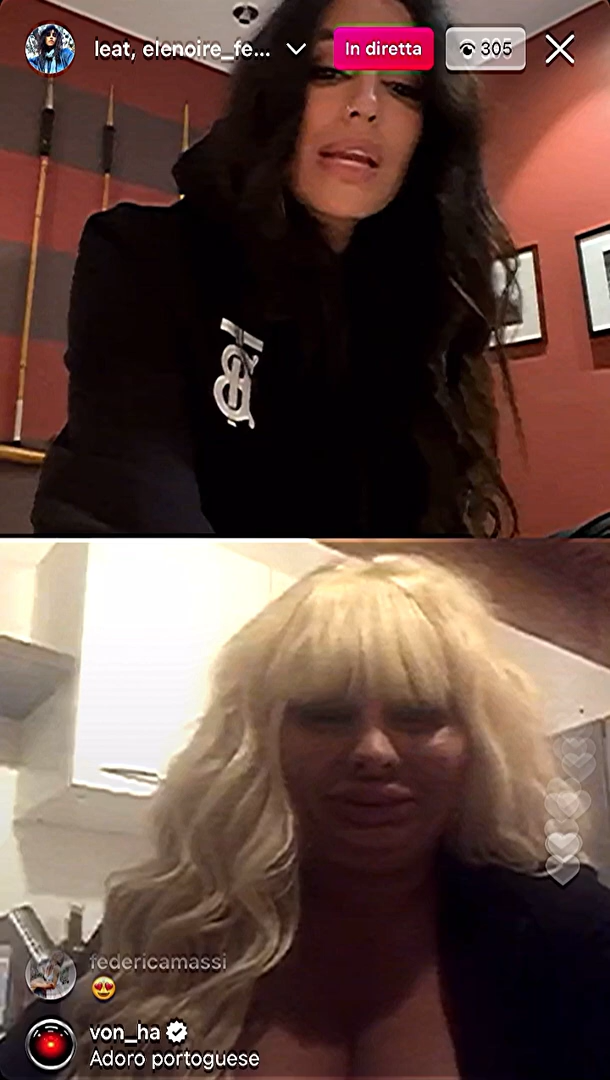 leat, elenoire_fe...
In diretta
305
federicamassi
😍
von_ha
Adoro portoguese